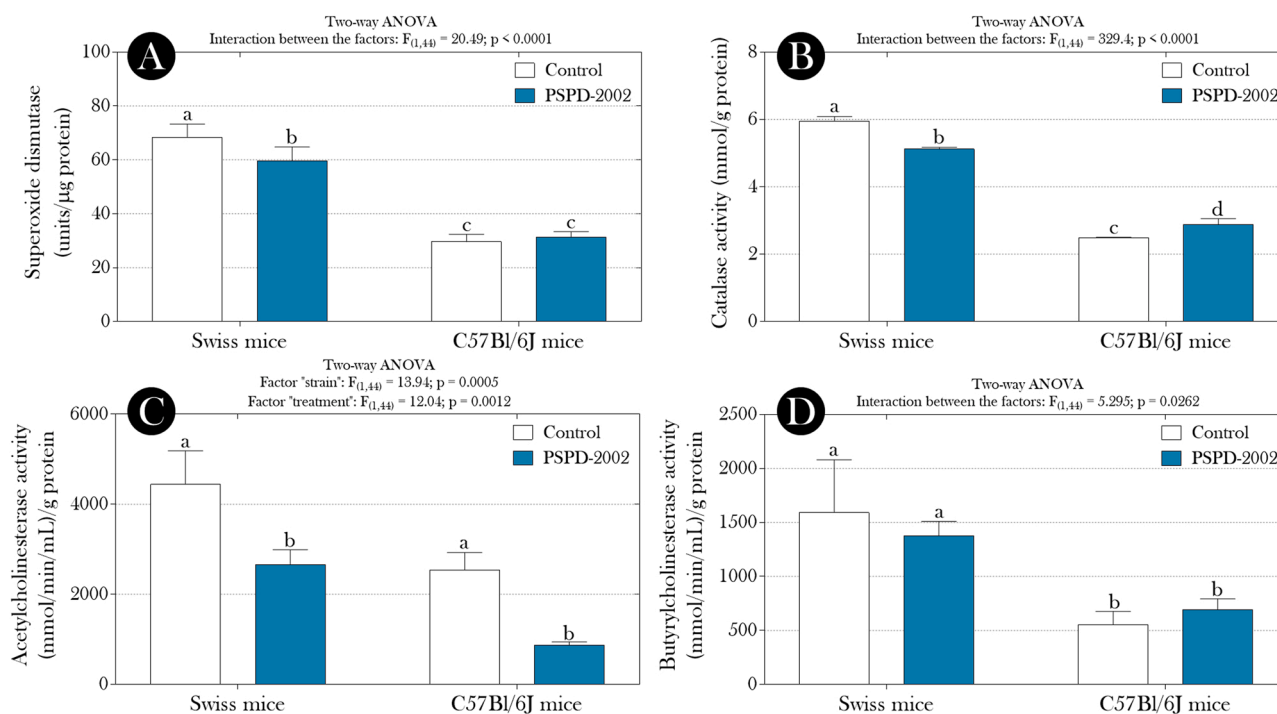 A
Two-way ANOVA
Interaction between the factors: F(1,44) = 20.49; p < 0.0001
Superoxide dismutase
(units/µg protein)
100
80
60
40
20
0
Control
PSPD-2002
a
b
c
c
Swiss mice
C57Bl/6J mice
B
Two-way ANOVA
Interaction between the factors: F(1,44) = 329.4; p < 0.0001
Catalase activity (mmol/g protein)
8
6
4
2
0
Control
PSPD-2002
a
b
c
d
Swiss mice
C57Bl/6J mice
C
Two-way ANOVA
Factor "strain": F(1,44) = 13.94; p = 0.0005
Factor "treatment": F(1,44) = 12.04; p = 0.0012
Acetylcholinesterase activity
(mmol/min/mL)/g protein
6000
4000
2000
0
Control
PSPD-2002
a
b
a
b
Swiss mice
C57Bl/6J mice
D
Two-way ANOVA
Interaction between the factors: F(1,44) = 5.295; p = 0.0262
Butyrylcholinesterase activity
(mmol/min/mL)/g protein
2500
2000
1500
1000
500
0
Control
PSPD-2002
a
a
b
b
Swiss mice
C57Bl/6J mice